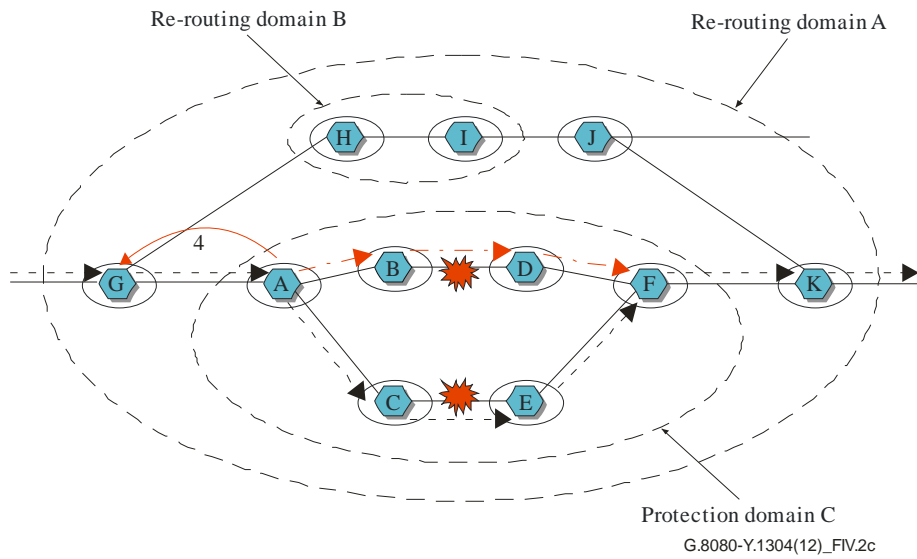 Re-routing domain B
Re-routing domain A
H
I
J
4
G
A
B
D
F
K
C
E
Protection domain C
G.8080-Y.1304(12)_FIV.2c